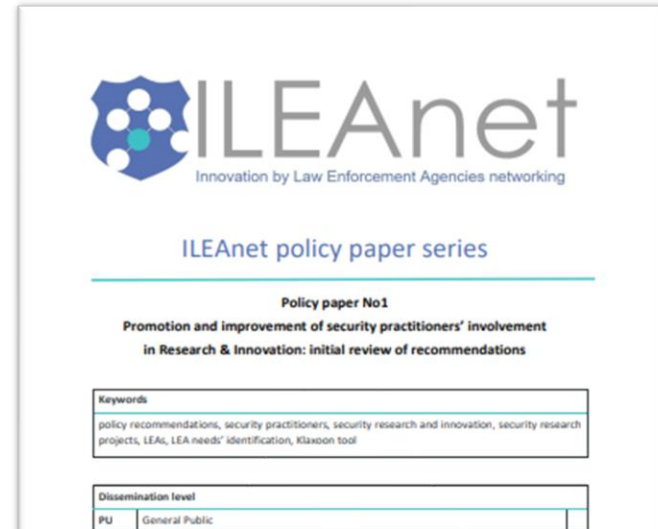 ILEAnet
Innovation by Law Enforcement Agencies networking
ILEAnet policy paper series
Policy paper No1
Promotion and improvement of security practitioners' involvement
in Research & Innovation: initial review of recommendations
Keywords
policy recommendations, security practitioners, security research and innovation, security research
projects, LEAs, LEA needs' identification, Klaxoon tool
Dissemination level
PU General Public